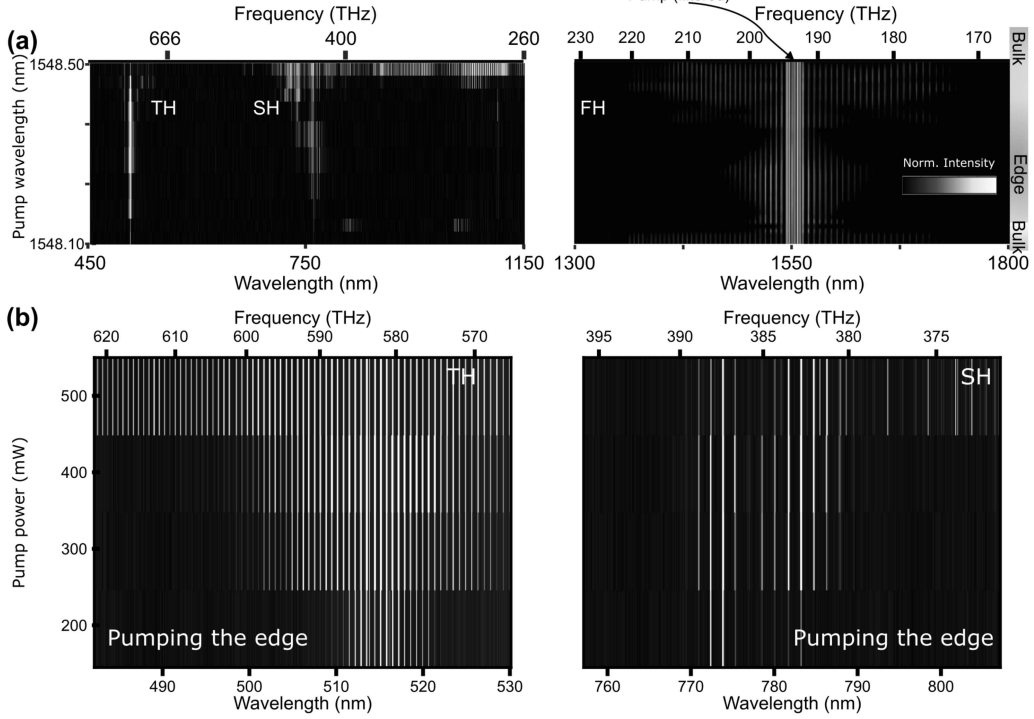 Frequency (THz)
Frequency (THz)
(a)
666
400
260
230
220
210
200
190
180
170
1548.50
TH
SH
FH
Bulk
Pump wavelength (nm)
Norm. Intensity
Edge
Bulk
1548.10
450
750
1150
1300
1550
1800
Wavelength (nm)
Wavelength (nm)
(b)
Frequency (THz)
Frequency (THz)
620
610
600
590
580
570
395
390
385
380
375
TH
SH
500
400
300
200
Pump power (mW)
Pumping the edge
Pumping the edge
490
500
510
520
530
760
770
780
790
800
Wavelength (nm)
Wavelength (nm)